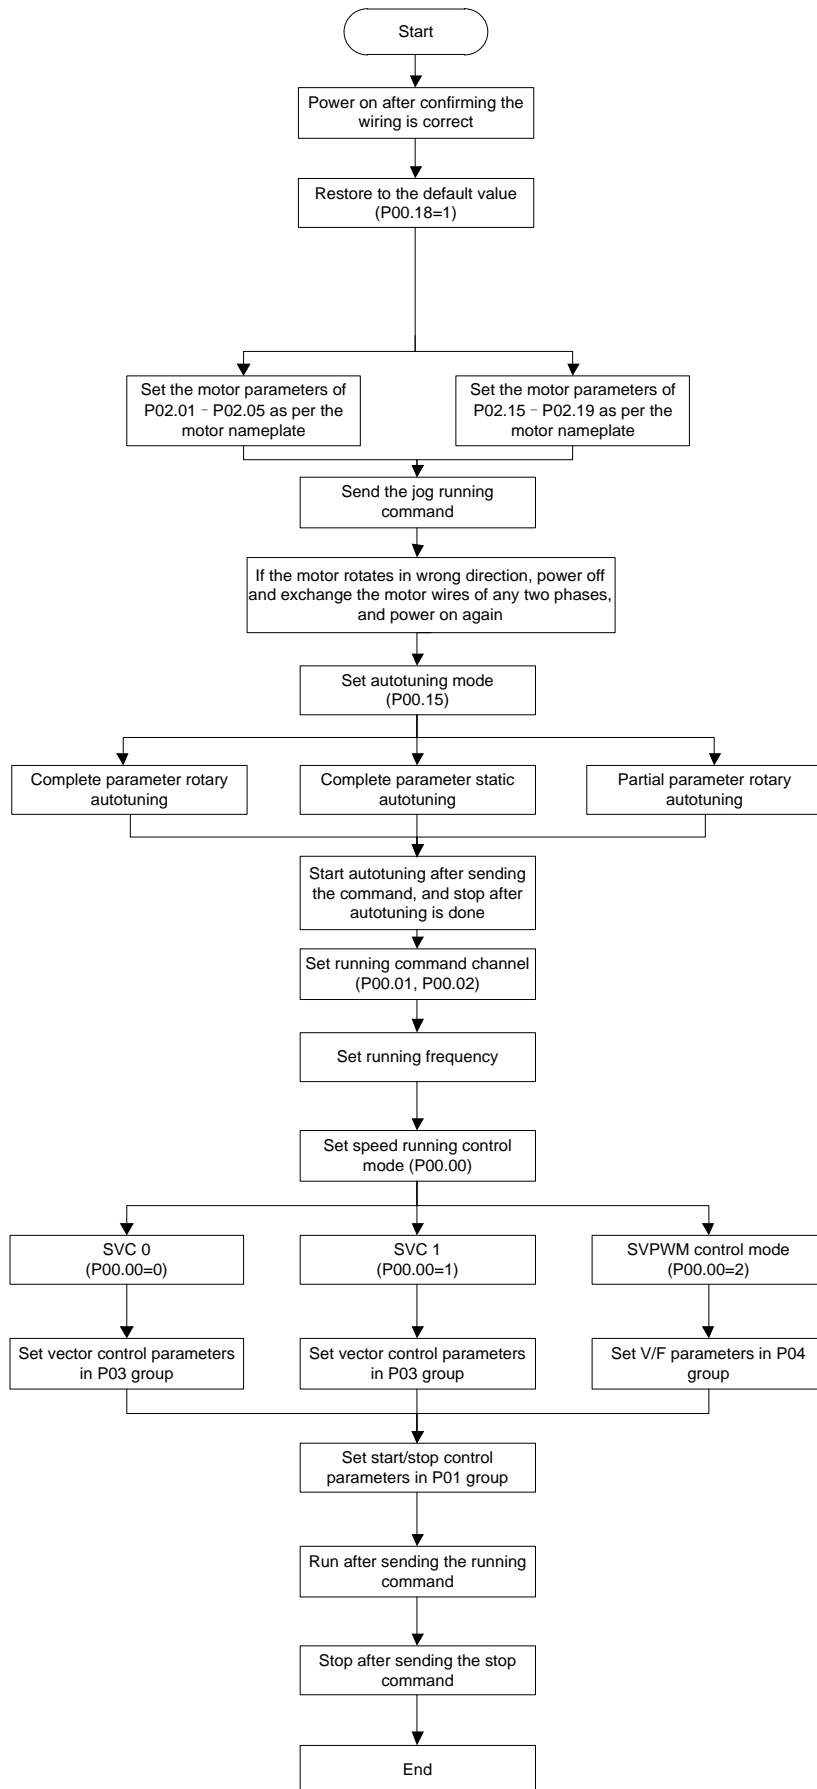 Start
Power on after confirming the
wiring is correct
Restore to the default value
(P00.18=1)
Set the motor parameters of
P02.01–P02.05 as per the
motor nameplate
Set the motor parameters of
P02.15–P02.19 as per the
motor nameplate
Send the jog running
command
If the motor rotates in wrong direction, power off
and exchange the motor wires of any two phases,
and power on again
Set autotuning mode
(P00.15)
Complete parameter rotary
autotuning
Complete parameter static
autotuning
Partial parameter rotary
autotuning
Start autotuning after sending
the command, and stop after
autotuning is done
Set running command channel
(P00.01, P00.02)
Set running frequency
Set speed running control
mode (P00.00)
SVC 0
(P00.00=0)
SVC 1
(P00.00=1)
SVPWM control mode
(P00.00=2)
Set vector control parameters
in P03 group
Set vector control parameters
in P03 group
Set V/F parameters in P04
group
Set start/stop control
parameters in P01 group
Run after sending the running
command
Stop after sending the stop
command
End